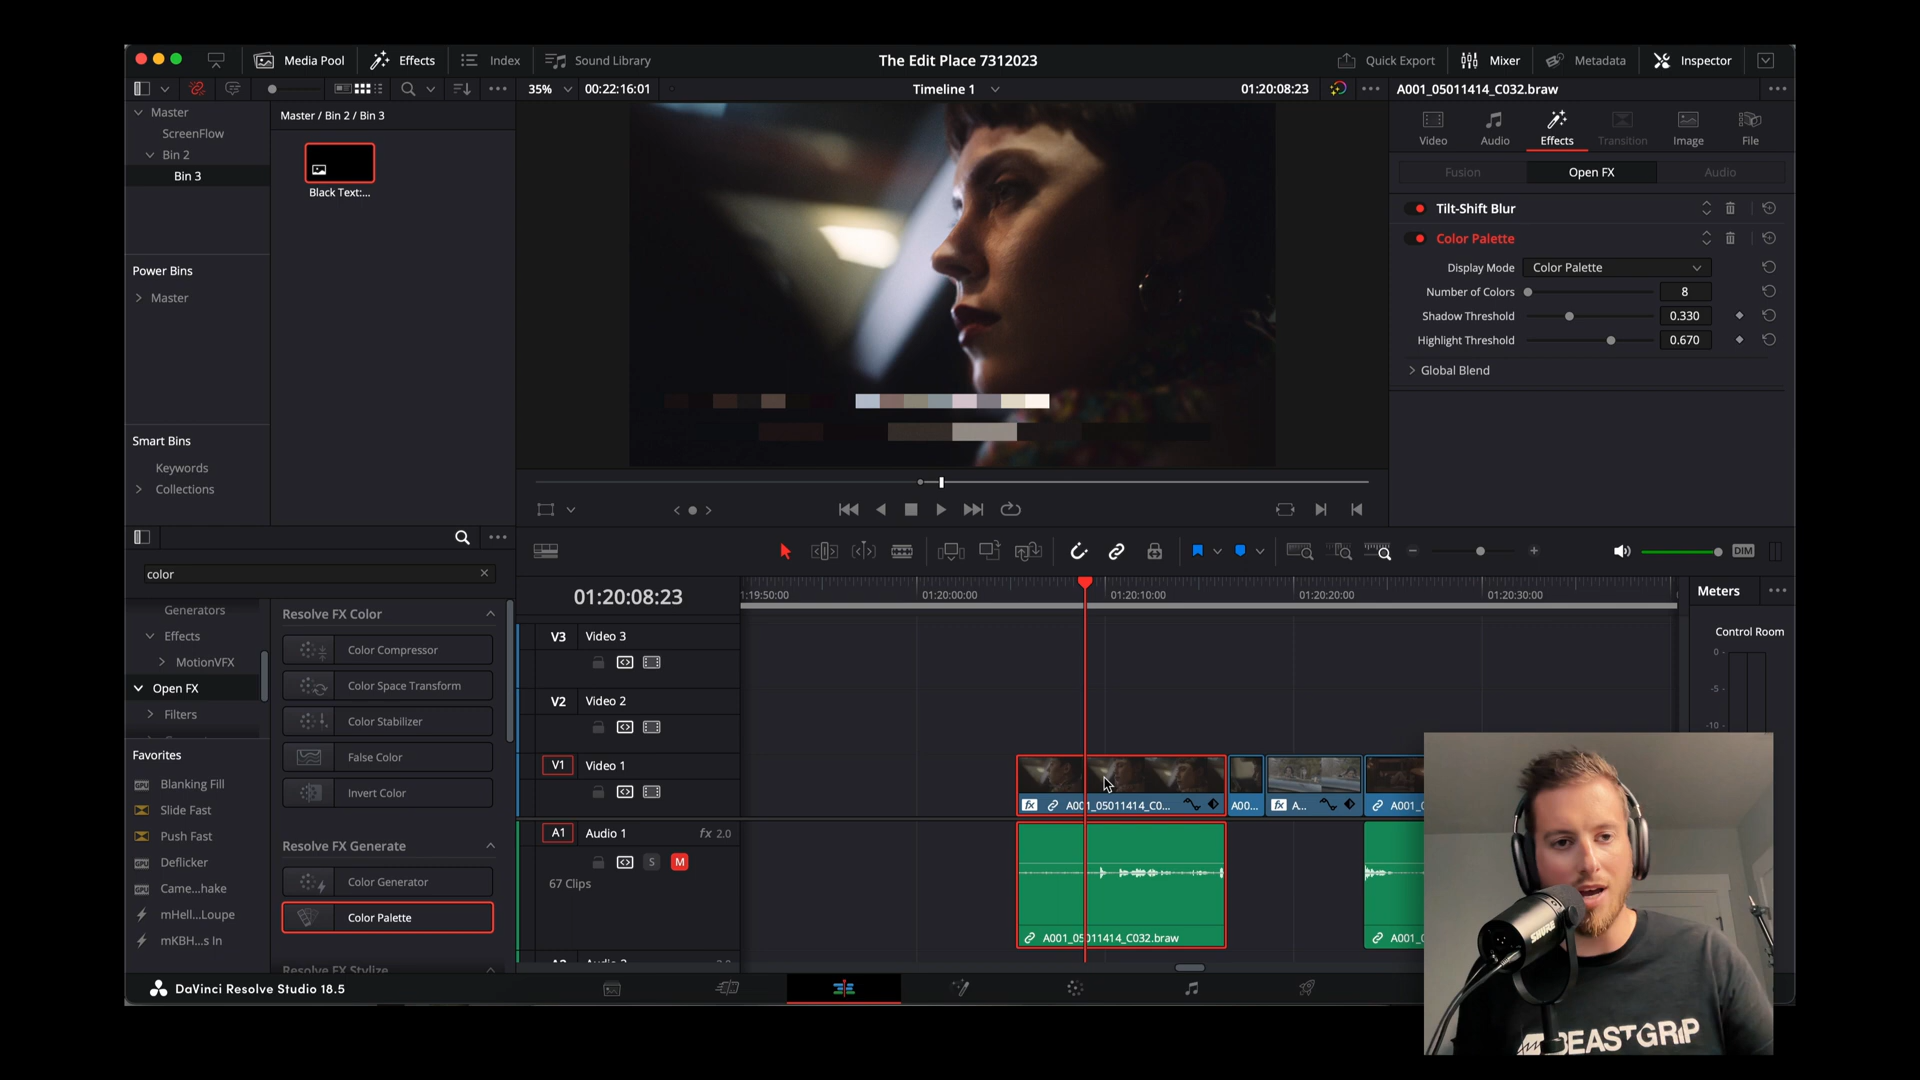 Media Pool
Effects
Index
Sound Library
The Edit Place 7312023
Quick Export
Mixer
Metadata
Inspector
35%
00:22:16:01
Timeline 1
01:20:08:23
A001_05011414_C032.braw
Master
ScreenFlow
Bin 2
Bin 3
Master / Bin 2 / Bin 3
Black Text:...
Power Bins
Master
Smart Bins
Keywords
Collections
Video
Audio
Effects
Transition
Image
File
Fusion
Open FX
Audio
Tilt-Shift Blur
Color Palette
Display Mode
Color Palette
Number of Colors
8
Shadow Threshold
0.330
Highlight Threshold
0.670
Global Blend
DIM
color
Generators
Effects
MotionVFX
Open FX
Filters
Favorites
Blanking Fill
Slide Fast
Push Fast
Deflicker
Came...hake
mHell...Loupe
mKBH...s In
Resolve FX Color
Color Compressor
Color Space Transform
Color Stabilizer
False Color
Invert Color
Resolve FX Generate
Color Generator
Color Palette
Resolve FX Stylize
01:20:08:23
1:19:50:00
01:20:00:00
01:20:10:00
01:20:20:00
01:20:30:00
V3
Video 3
V2
Video 2
V1
Video 1
A1
Audio 1
fx 2.0
S
M
67 Clips
fx
A001_05011414_C0...
A00...
fx
A...
A001_0
A001_05011414_C032.braw
A001_0
Meters
Control Room
0
-5
-10
DaVinci Resolve Studio 18.5
SHURE
BEASTGRIP